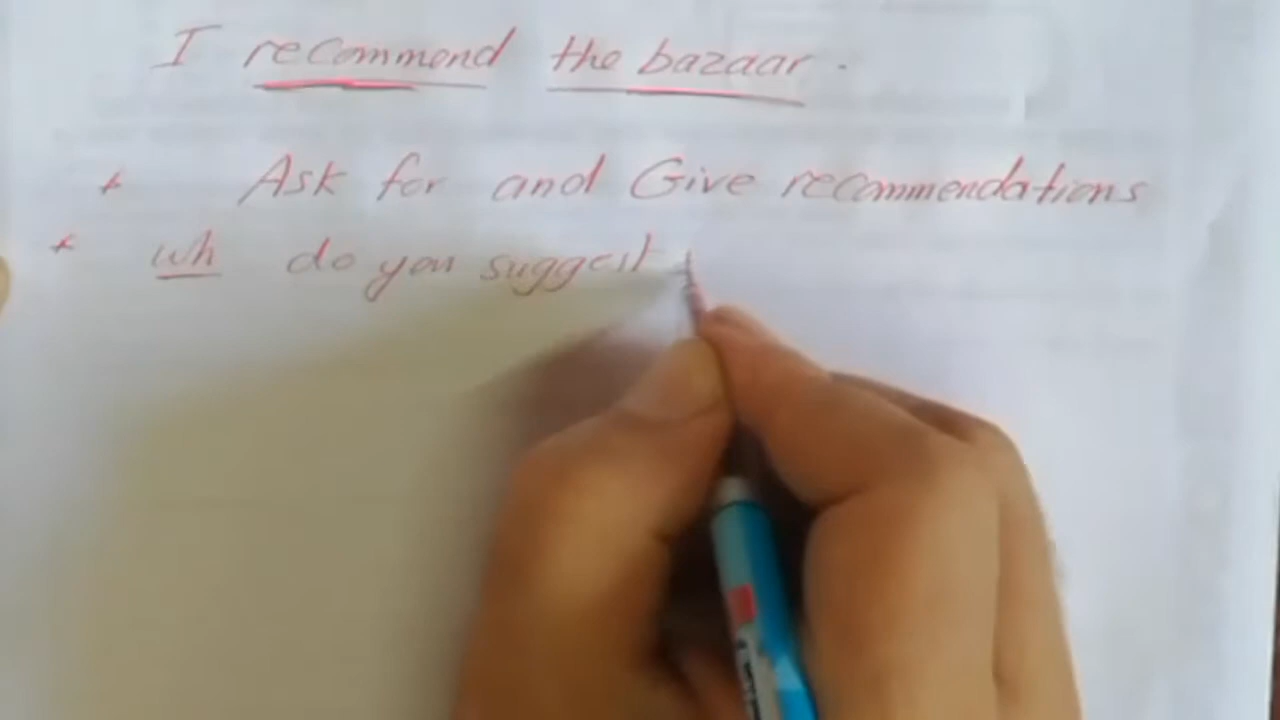 I recommend the bazaar.
* Ask for and Give recommendations
* Wh do you suggest